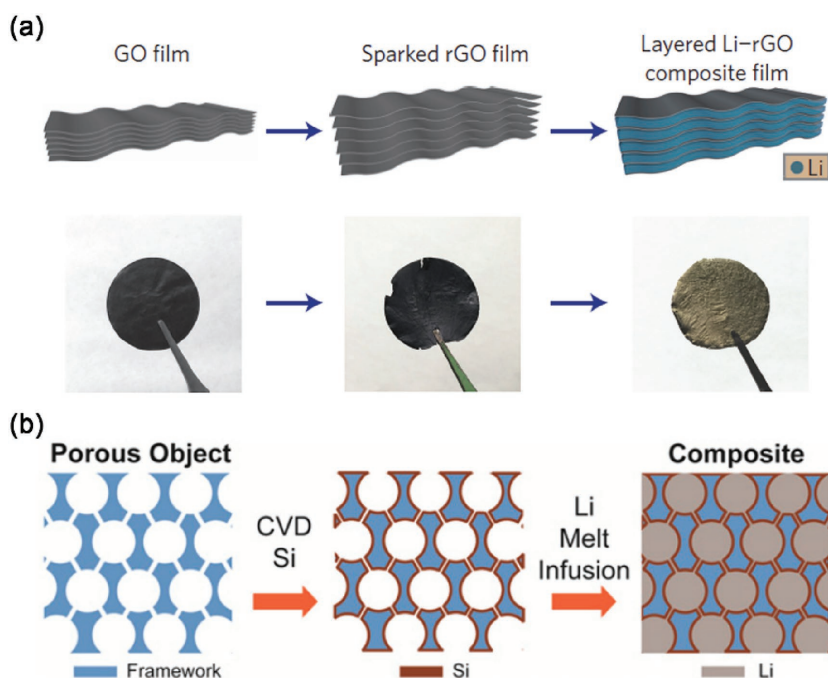 (a)
GO film
Sparked rGO film
Layered Li–rGO
composite film
Li
(b)
Porous Object
Composite
CVD
Si
Li
Melt
Infusion
Framework
Si
Li